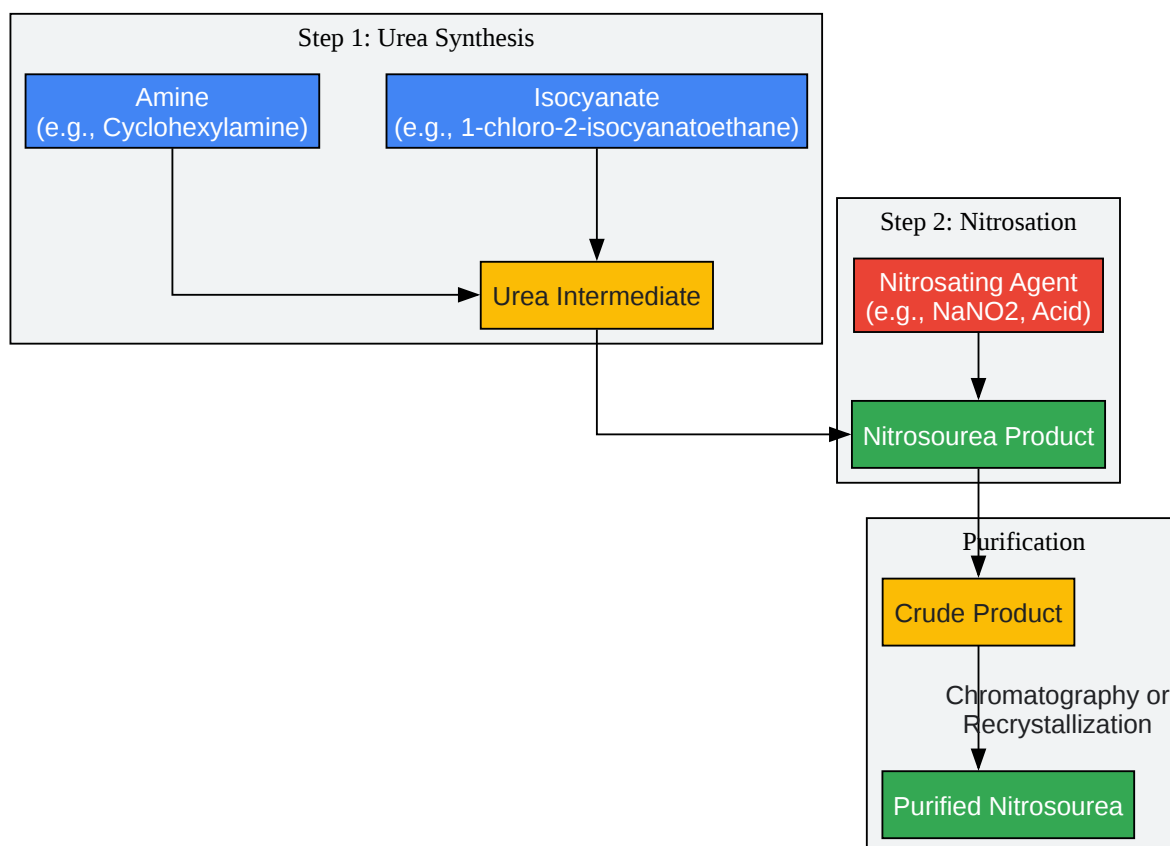 Step 1: Urea Synthesis
Amine
(e.g., Cyclohexylamine)
Isocyanate
(e.g., 1-chloro-2-isocyanatoethane)
Urea Intermediate
Step 2: Nitrosation
Nitrosating Agent
(e.g., NaNO2, Acid)
Nitrosourea Product
Purification
Crude Product
Chromatography or
Recrystallization
Purified Nitrosourea